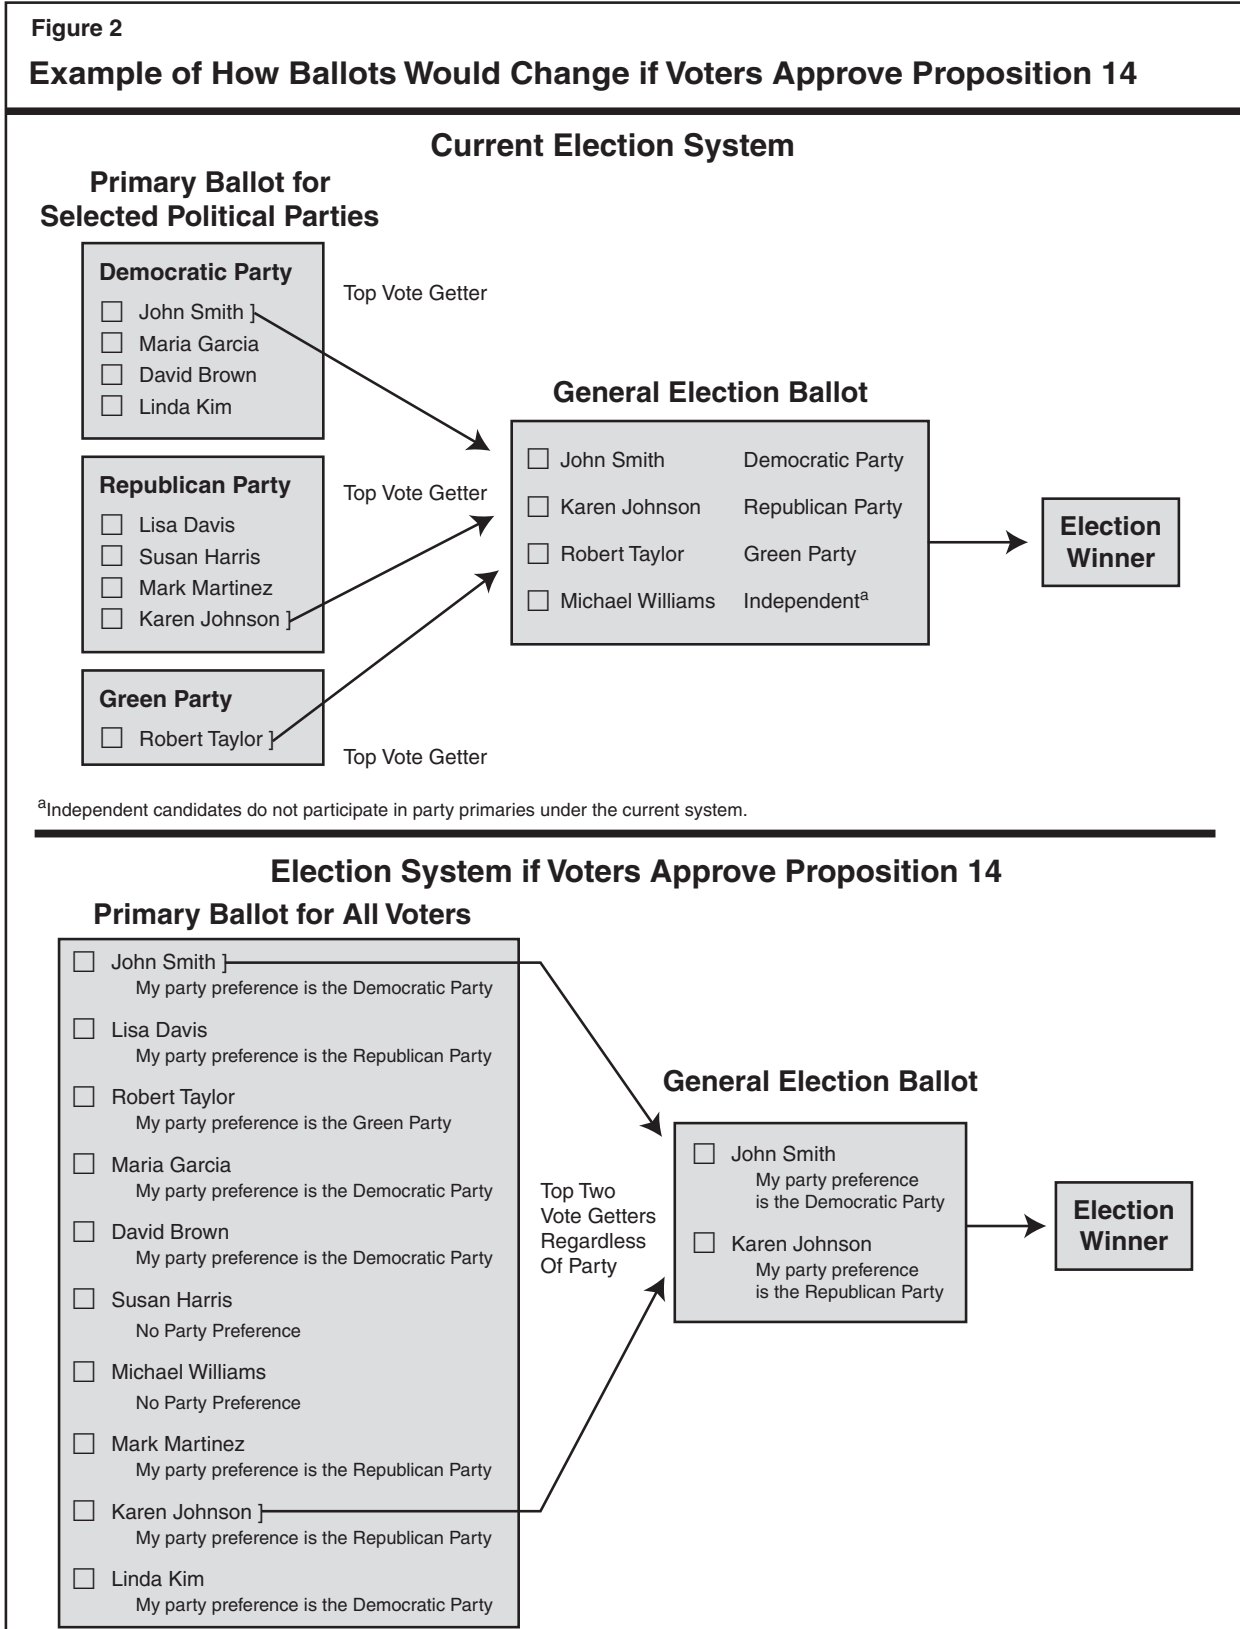 Figure 2
Example of How Ballots Would Change if Voters Approve Proposition 14
Current Election System
Primary Ballot for
Selected Political Parties
Democratic Party
John Smith ]
Maria Garcia
David Brown
Linda Kim
Top Vote Getter
Republican Party
Lisa Davis
Susan Harris
Mark Martinez
Karen Johnson ]
Top Vote Getter
Green Party
Robert Taylor ]
Top Vote Getter
General Election Ballot
John Smith Democratic Party
Karen Johnson Republican Party
Robert Taylor Green Party
Michael Williams Independentᵃ
Election
Winner
ᵃIndependent candidates do not participate in party primaries under the current system.
Election System if Voters Approve Proposition 14
Primary Ballot for All Voters
John Smith ]
My party preference is the Democratic Party
Lisa Davis
My party preference is the Republican Party
Robert Taylor
My party preference is the Green Party
Maria Garcia
My party preference is the Democratic Party
David Brown
My party preference is the Democratic Party
Susan Harris
No Party Preference
Michael Williams
No Party Preference
Mark Martinez
My party preference is the Republican Party
Karen Johnson ]
My party preference is the Republican Party
Linda Kim
My party preference is the Democratic Party
Top Two
Vote Getters
Regardless
Of Party
General Election Ballot
John Smith
My party preference
is the Democratic Party
Karen Johnson
My party preference
is the Republican Party
Election
Winner